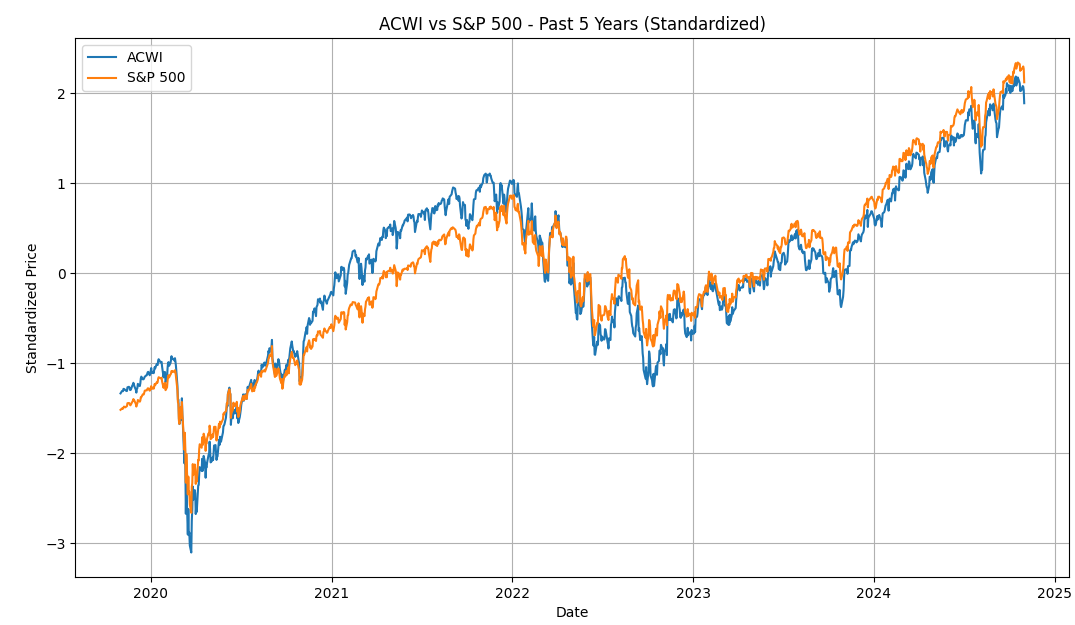 ACWI vs S&P 500 - Past 5 Years (Standardized)
ACWI
S&P 500
Standardized Price
2
1
0
−1
−2
−3
2020
2021
2022
2023
2024
2025
Date